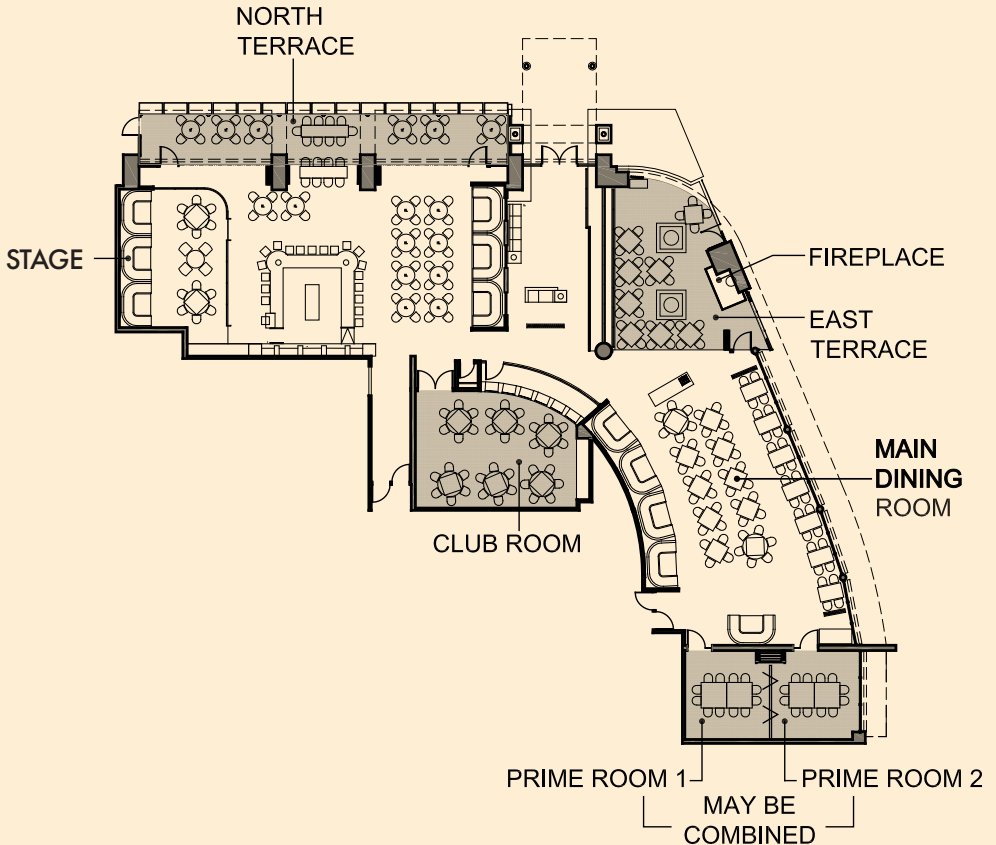 NORTH
TERRACE
STAGE
FIREPLACE
EAST
TERRACE
MAIN
DINING
ROOM
CLUB ROOM
PRIME ROOM 1
PRIME ROOM 2
MAY BE
COMBINED